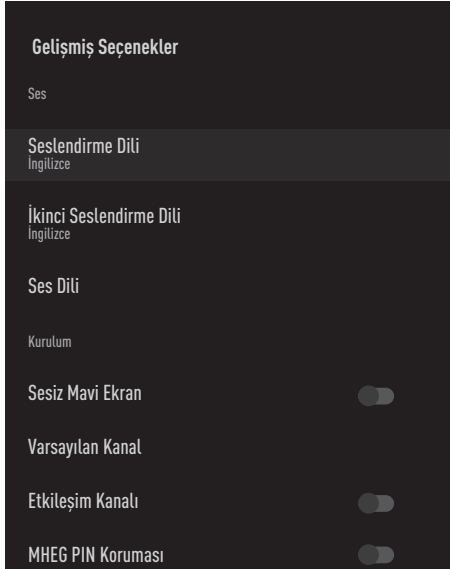 Gelişmiş Seçenekler
Ses
Seslendirme Dili
İngilizce
İkinci Seslendirme Dili
İngilizce
Ses Dili
Kurulum
Sesiz Mavi Ekran
Varsayılan Kanal
Etkileşim Kanalı
MHEG PIN Koruması